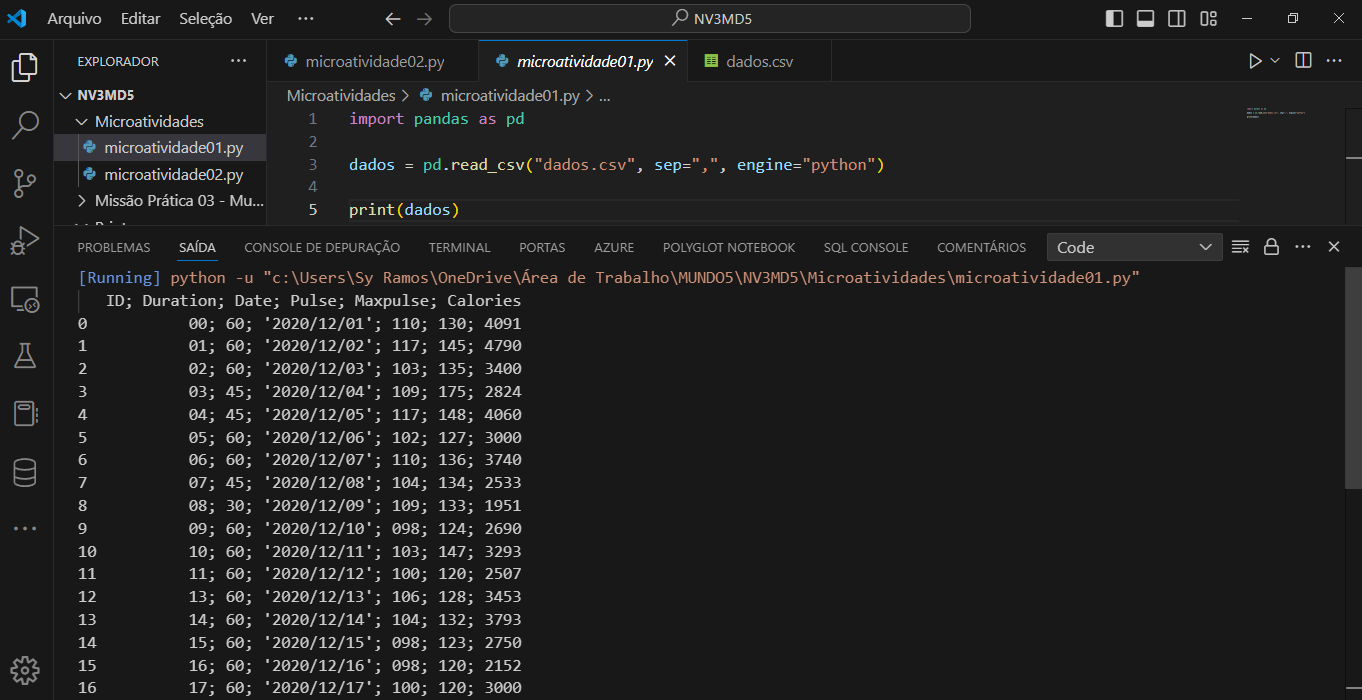 Arquivo Editar Seleção Ver ··· NV3MD5
EXPLORADOR ···
microatividade02.py microatividade01.py dados.csv
NV3MD5
Microatividades
microatividade01.py
microatividade02.py
Missão Prática 03 - Mu...
Microatividades > microatividade01.py > ...
1 import pandas as pd
2
3 dados = pd.read_csv("dados.csv", sep=",", engine="python")
4
5 print(dados)
PROBLEMAS SAÍDA CONSOLE DE DEPURAÇÃO TERMINAL PORTAS AZURE POLYGLOT NOTEBOOK SQL CONSOLE COMENTÁRIOS Code
[Running] python -u "c:\Users\Sy Ramos\OneDrive\Área de Trabalho\MUNDO5\NV3MD5\Microatividades\microatividade01.py"
ID; Duration; Date; Pulse; Maxpulse; Calories
0 00; 60; '2020/12/01'; 110; 130; 4091
1 01; 60; '2020/12/02'; 117; 145; 4790
2 02; 60; '2020/12/03'; 103; 135; 3400
3 03; 45; '2020/12/04'; 109; 175; 2824
4 04; 45; '2020/12/05'; 117; 148; 4060
5 05; 60; '2020/12/06'; 102; 127; 3000
6 06; 60; '2020/12/07'; 110; 136; 3740
7 07; 45; '2020/12/08'; 104; 134; 2533
8 08; 30; '2020/12/09'; 109; 133; 1951
9 09; 60; '2020/12/10'; 098; 124; 2690
10 10; 60; '2020/12/11'; 103; 147; 3293
11 11; 60; '2020/12/12'; 100; 120; 2507
12 13; 60; '2020/12/13'; 106; 128; 3453
13 14; 60; '2020/12/14'; 104; 132; 3793
14 15; 60; '2020/12/15'; 098; 123; 2750
15 16; 60; '2020/12/16'; 098; 120; 2152
16 17; 60; '2020/12/17'; 100; 120; 3000